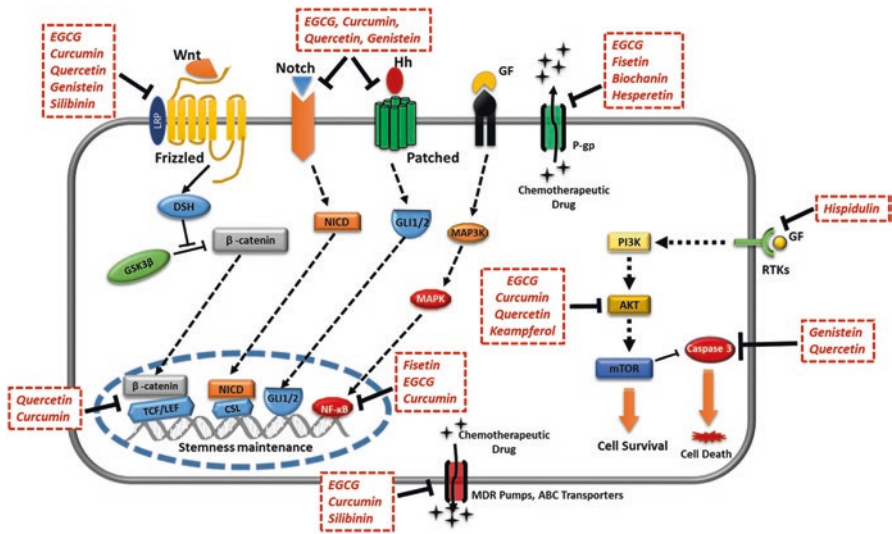 EGCG
Curcumin
Quercetin
Genistein
Silibinin
Wnt
LRP
Frizzled
EGCG, Curcumin,
Quercetin, Genistein
Notch
Hh
Patched
GF
P-gp
Chemotherapeutic
Drug
EGCG
Fisetin
Biochanin
Hesperetin
DSH
GSK3β
β -catenin
NICD
GLI1/2
MAP3K
MAPK
Hispidulin
GF
RTKs
PI3K
AKT
mTOR
EGCG
Curcumin
Quercetin
Keampferol
Caspase 3
Genistein
Quercetin
Cell Survival
Cell Death
Quercetin
Curcumin
β-catenin
TCF/LEF
NICD
CSL
GLI1/2
NF-κB
Stemness maintenance
Fisetin
EGCG
Curcumin
Chemotherapeutic
Drug
EGCG
Curcumin
Silibinin
MDR Pumps, ABC Transporters